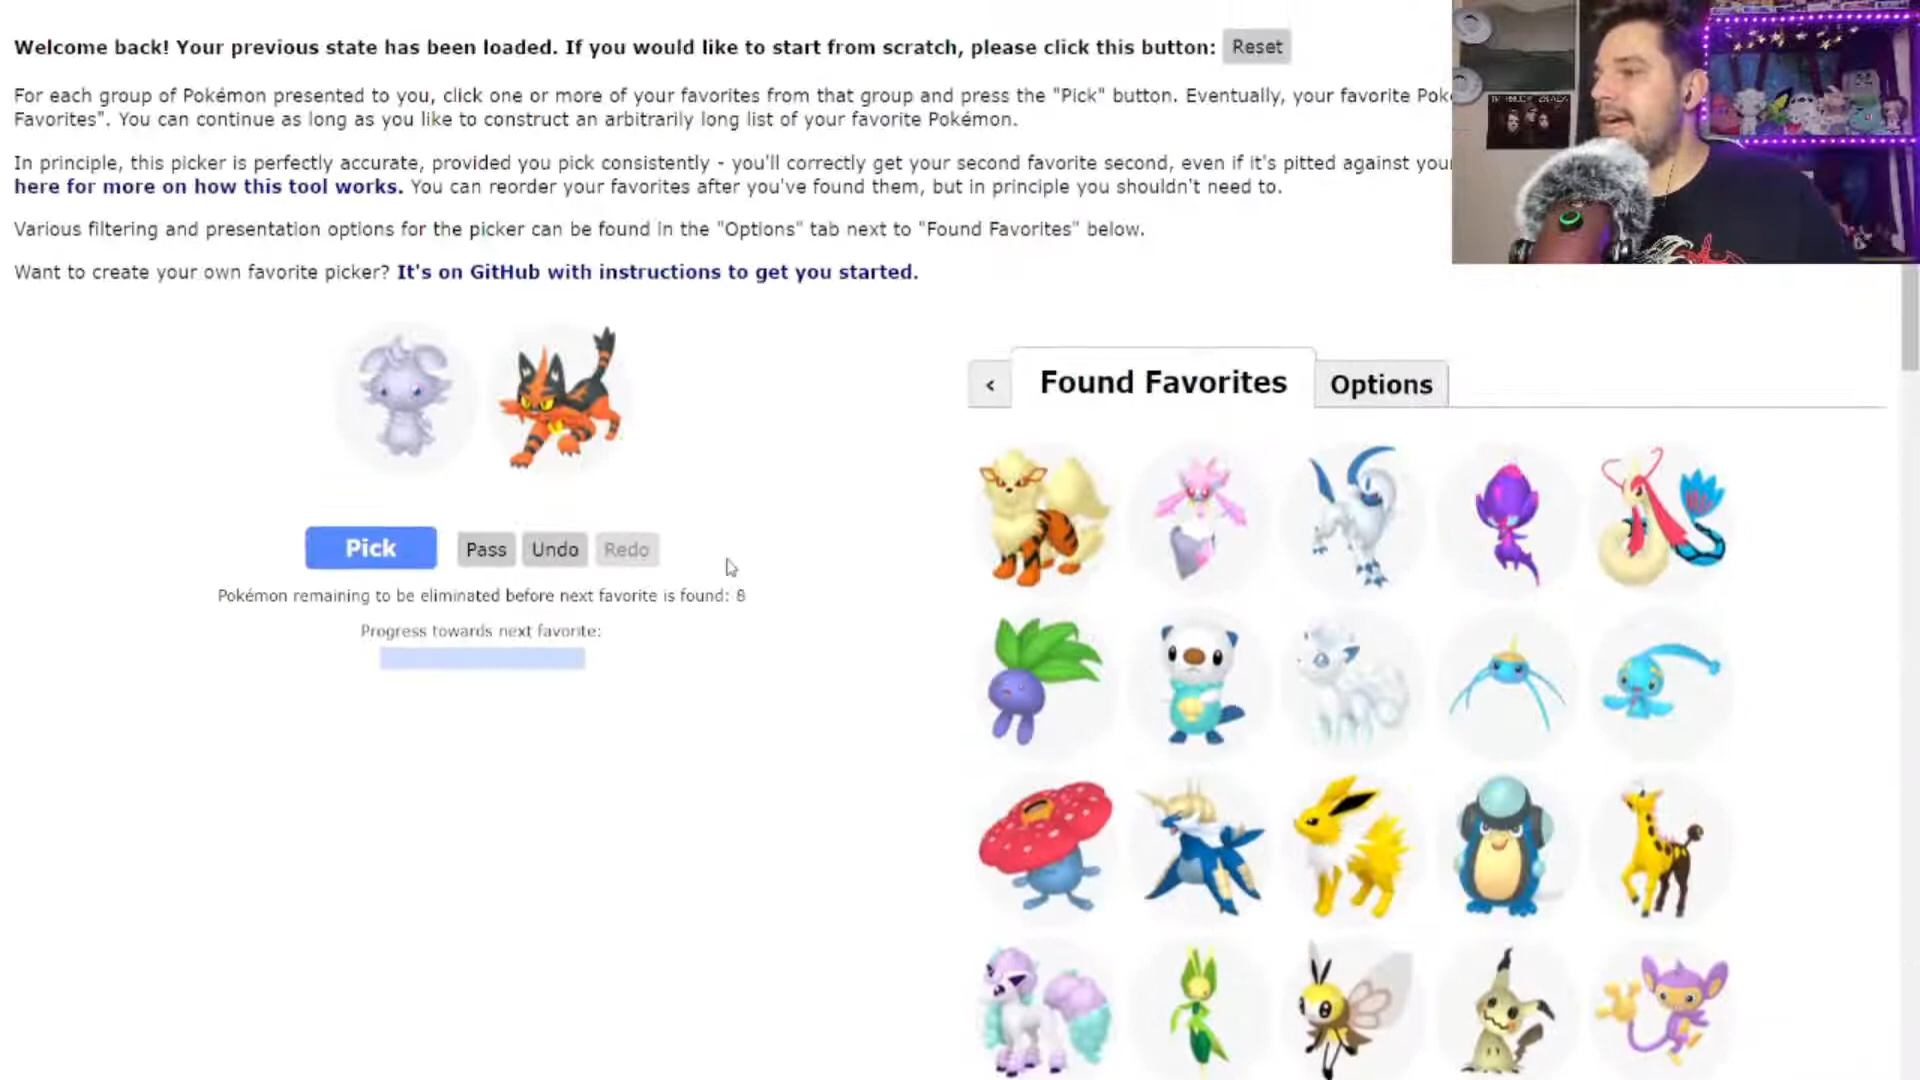 Welcome back! Your previous state has been loaded. If you would like to start from scratch, please click this button: Reset
For each group of Pokémon presented to you, click one or more of your favorites from that group and press the "Pick" button. Eventually, your favorite Pok
Favorites". You can continue as long as you like to construct an arbitrarily long list of your favorite Pokémon.
In principle, this picker is perfectly accurate, provided you pick consistently - you'll correctly get your second favorite second, even if it's pitted against you
here for more on how this tool works. You can reorder your favorites after you've found them, but in principle you shouldn't need to.
Various filtering and presentation options for the picker can be found in the "Options" tab next to "Found Favorites" below.
Want to create your own favorite picker? It's on GitHub with instructions to get you started.
< Found Favorites Options
Pick Pass Undo Redo
Pokémon remaining to be eliminated before next favorite is found: 8
Progress towards next favorite: